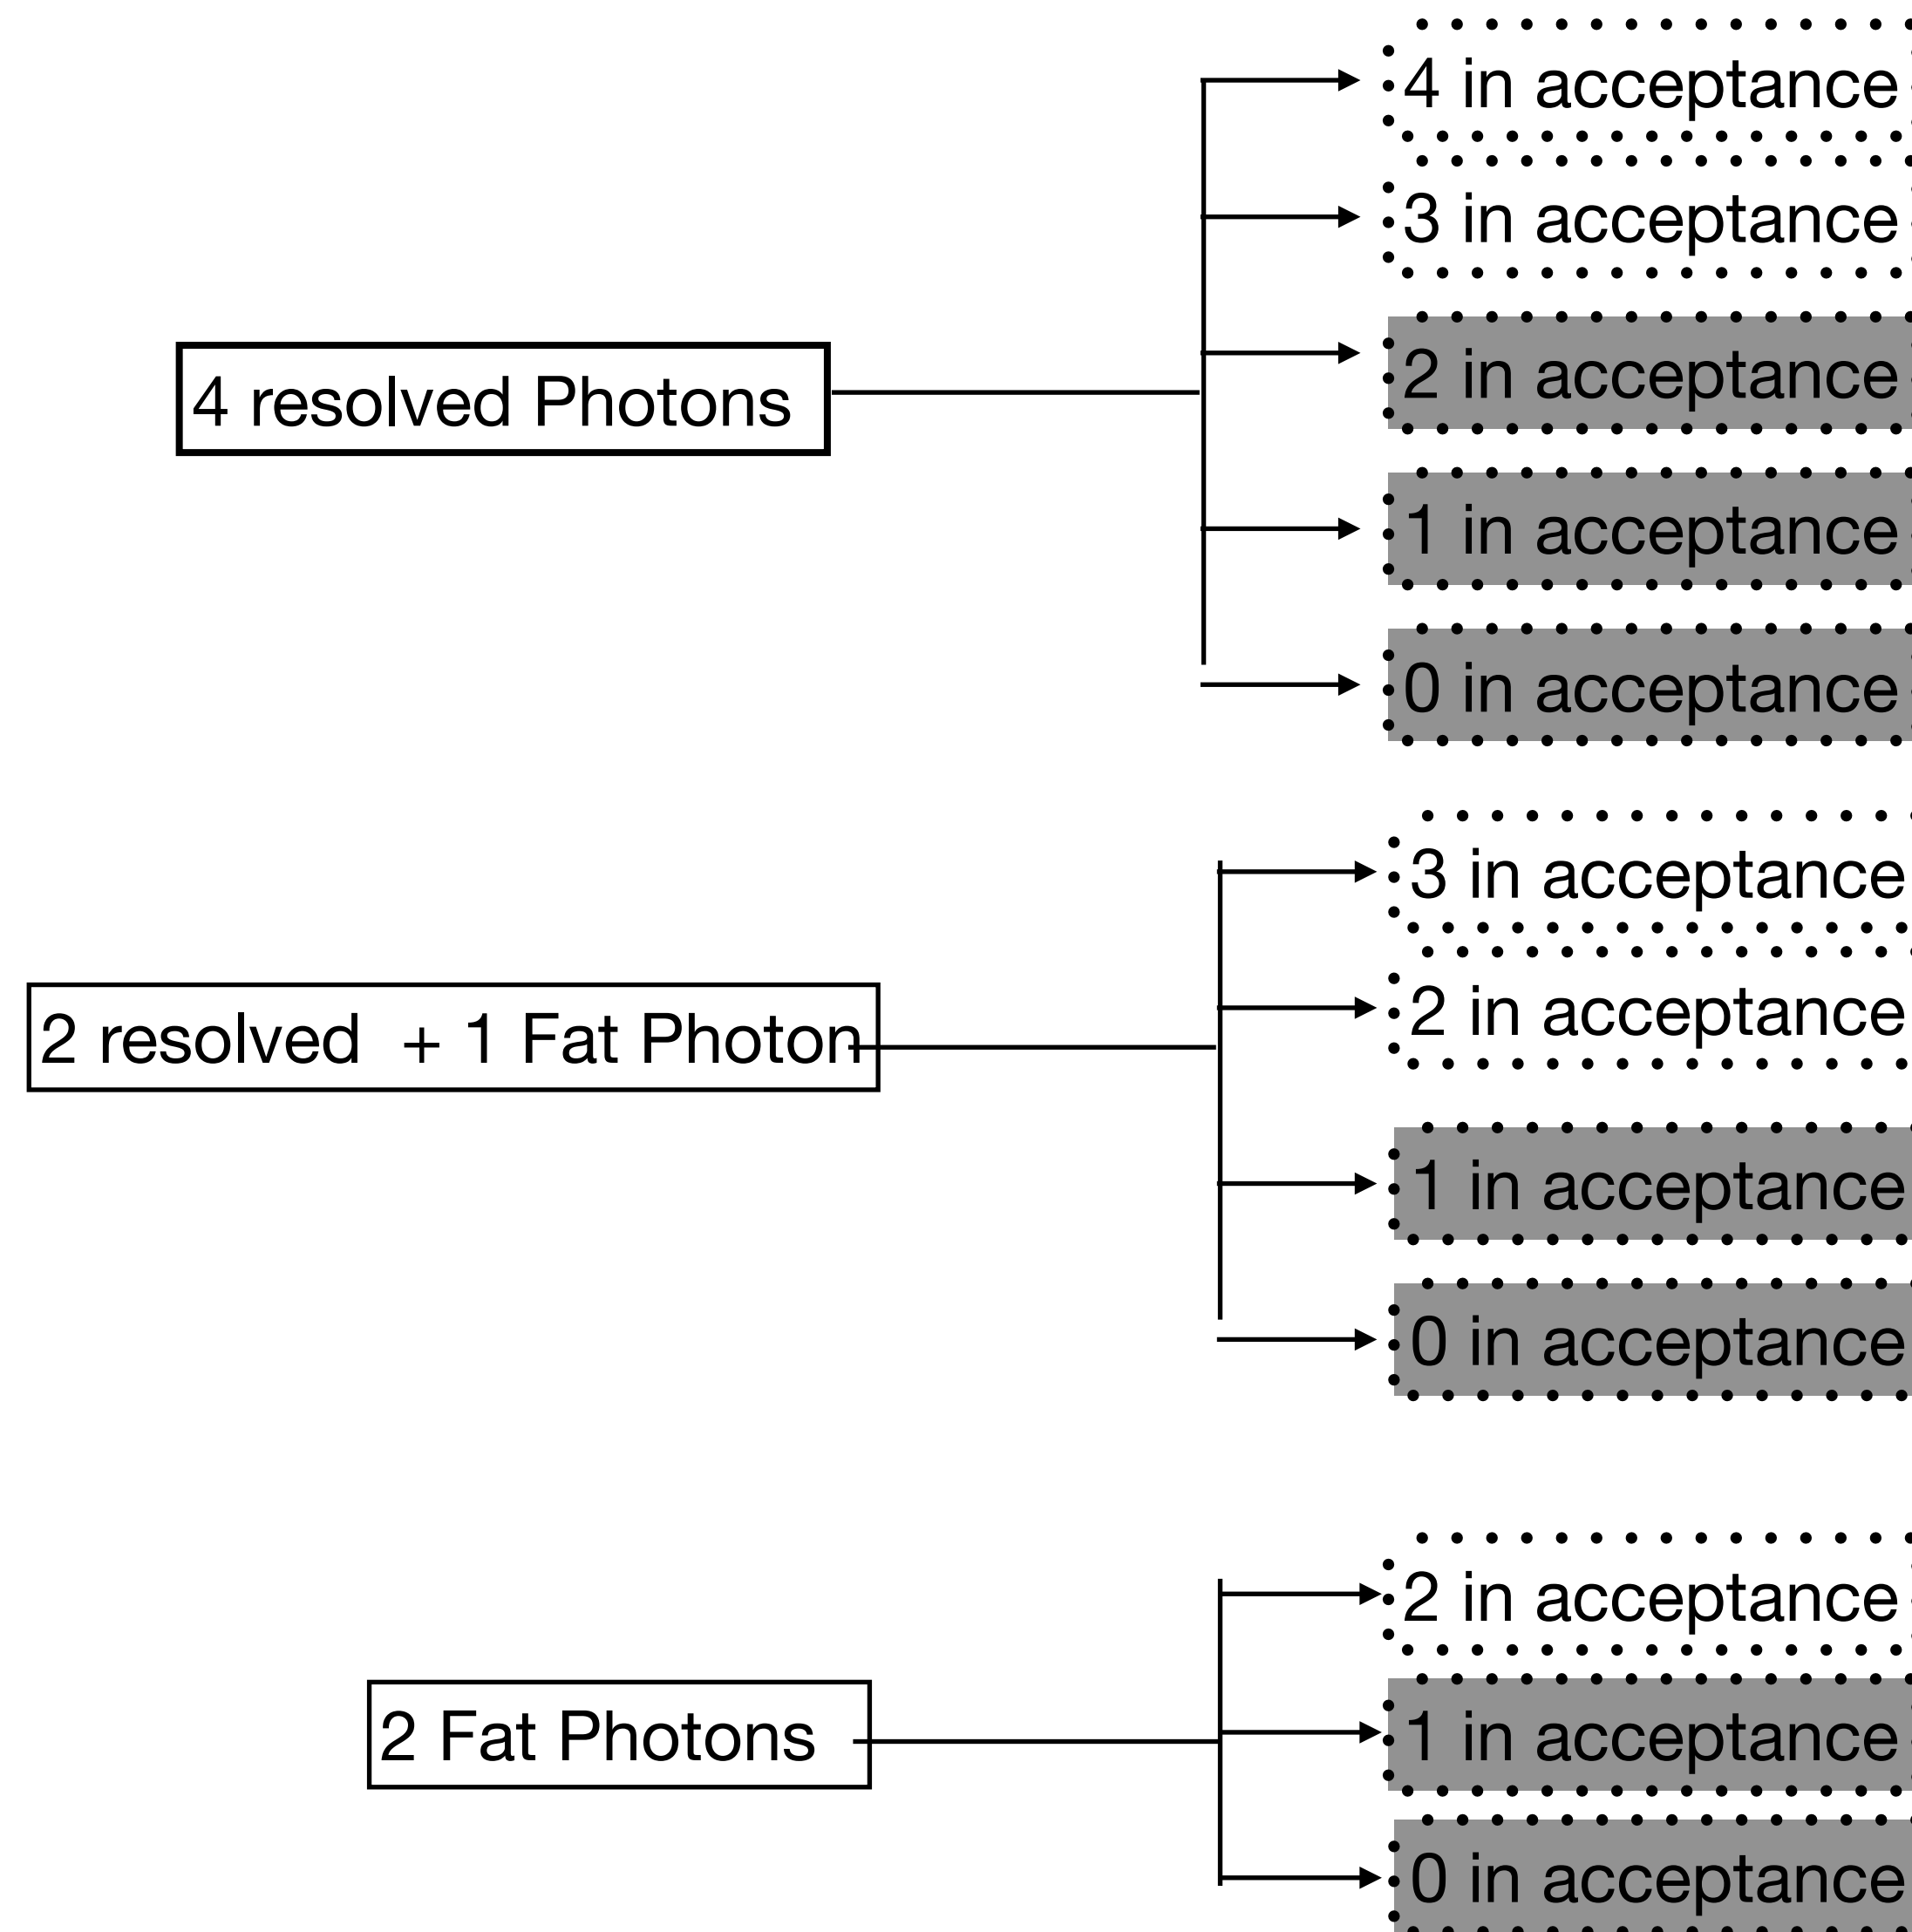 4 in acceptance
3 in acceptance
4 resolved Photons
2 in acceptance
1 in acceptance
0 in acceptance
3 in acceptance
2 resolved + 1 Fat Photon
2 in acceptance
1 in acceptance
0 in acceptance
2 in acceptance
2 Fat Photons
1 in acceptance
0 in acceptance